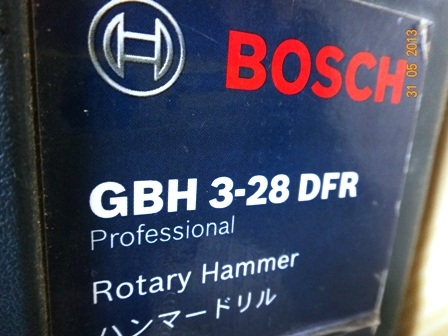 BOSCH
31 05 2013
GBH 3-28 DFR
Professional
Rotary Hammer
ハンマードリル